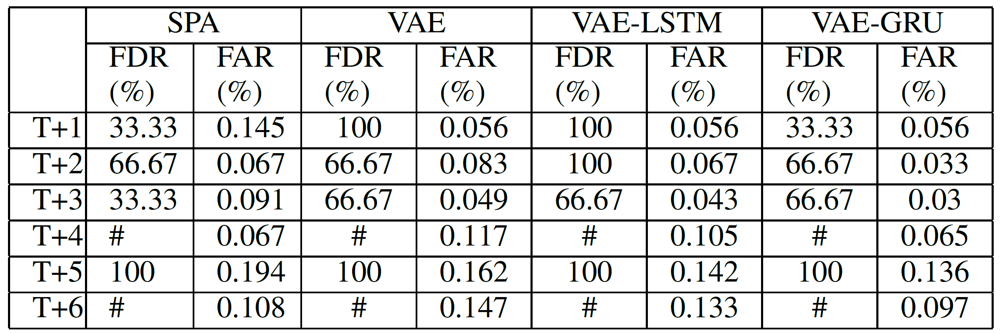 SPA VAE VAE-LSTM VAE-GRU
FDR FAR FDR FAR FDR FAR FDR FAR
(%) (%) (%) (%) (%) (%) (%) (%)
T+1 33.33 0.145 100 0.056 100 0.056 33.33 0.056
T+2 66.67 0.067 66.67 0.083 100 0.067 66.67 0.033
T+3 33.33 0.091 66.67 0.049 66.67 0.043 66.67 0.03
T+4 # 0.067 # 0.117 # 0.105 # 0.065
T+5 100 0.194 100 0.162 100 0.142 100 0.136
T+6 # 0.108 # 0.147 # 0.133 # 0.097